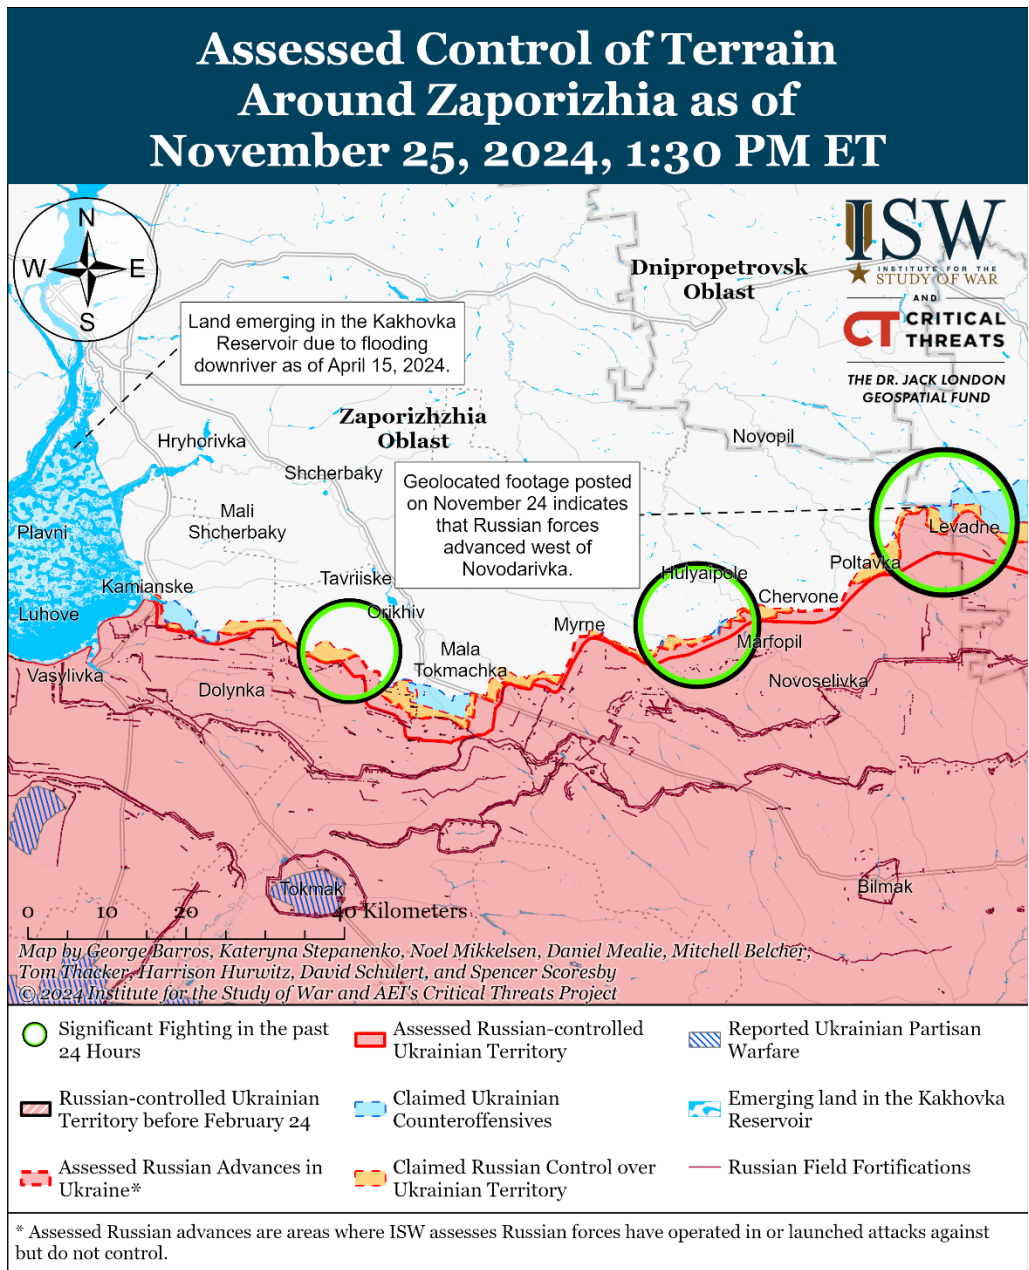 Assessed Control of Terrain
Around Zaporizhia as of
November 25, 2024, 1:30 PM ET
N
W
E
S
ISW
INSTITUTE FOR THE
STUDY OF WAR
AND
CT CRITICAL
THREATS
THE DR. JACK LONDON
GEOSPATIAL FUND
Dnipropetrovsk
Oblast
Land emerging in the Kakhovka
Reservoir due to flooding
downriver as of April 15, 2024.
Zaporizhzhia
Oblast
Hryhorivka
Novopil
Shcherbaky
Geolocated footage posted
on November 24 indicates
that Russian forces
advanced west of
Novodarivka.
Mali
Shcherbaky
Plavni
Levadne
Poltavka
Hulyaipole
Tavriiske
Kamianske
Chervone
Luhove
Orikhiv
Myrne
Marfopil
Mala
Tokmachka
Vasylivka
Dolynka
Novoselivka
Tokmak
Bilmak
0 10 20 40 Kilometers
Map by George Barros, Kateryna Stepanenko, Noel Mikkelsen, Daniel Mealie, Mitchell Belcher,
Tom Thacker, Harrison Hurwitz, David Schulert, and Spencer Scoresby
© 2024 Institute for the Study of War and AEI's Critical Threats Project
Significant Fighting in the past
24 Hours
Assessed Russian-controlled
Ukrainian Territory
Reported Ukrainian Partisan
Warfare
Russian-controlled Ukrainian
Territory before February 24
Claimed Ukrainian
Counteroffensives
Emerging land in the Kakhovka
Reservoir
Assessed Russian Advances in
Ukraine*
Claimed Russian Control over
Ukrainian Territory
Russian Field Fortifications
* Assessed Russian advances are areas where ISW assesses Russian forces have operated in or launched attacks against
but do not control.